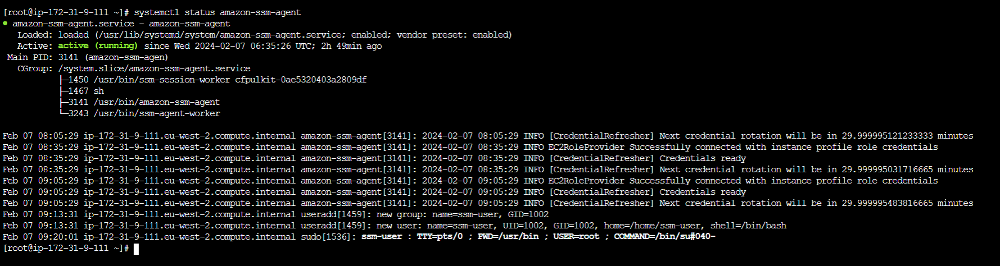 [root@ip-172-31-9-111 ~]# systemctl status amazon-ssm-agent
● amazon-ssm-agent.service - amazon-ssm-agent
   Loaded: loaded (/usr/lib/systemd/system/amazon-ssm-agent.service; enabled; vendor preset: enabled)
   Active: active (running) since Wed 2024-02-07 06:35:26 UTC; 2h 49min ago
 Main PID: 3141 (amazon-ssm-agen)
   CGroup: /system.slice/amazon-ssm-agent.service
           ├─1450 /usr/bin/ssm-session-worker cfpulkit-0ae5320403a2809df
           ├─1467 sh
           ├─3141 /usr/bin/amazon-ssm-agent
           └─3243 /usr/bin/ssm-agent-worker
Feb 07 08:05:29 ip-172-31-9-111.eu-west-2.compute.internal amazon-ssm-agent[3141]: 2024-02-07 08:05:29 INFO [CredentialRefresher] Next credential rotation will be in 29.999995121233333 minutes
Feb 07 08:35:29 ip-172-31-9-111.eu-west-2.compute.internal amazon-ssm-agent[3141]: 2024-02-07 08:35:29 INFO EC2RoleProvider Successfully connected with instance profile role credentials
Feb 07 08:35:29 ip-172-31-9-111.eu-west-2.compute.internal amazon-ssm-agent[3141]: 2024-02-07 08:35:29 INFO [CredentialRefresher] Credentials ready
Feb 07 08:35:29 ip-172-31-9-111.eu-west-2.compute.internal amazon-ssm-agent[3141]: 2024-02-07 08:35:29 INFO [CredentialRefresher] Next credential rotation will be in 29.999995031716665 minutes
Feb 07 09:05:29 ip-172-31-9-111.eu-west-2.compute.internal amazon-ssm-agent[3141]: 2024-02-07 09:05:29 INFO EC2RoleProvider Successfully connected with instance profile role credentials
Feb 07 09:05:29 ip-172-31-9-111.eu-west-2.compute.internal amazon-ssm-agent[3141]: 2024-02-07 09:05:29 INFO [CredentialRefresher] Credentials ready
Feb 07 09:05:29 ip-172-31-9-111.eu-west-2.compute.internal amazon-ssm-agent[3141]: 2024-02-07 09:05:29 INFO [CredentialRefresher] Next credential rotation will be in 29.999995483816665 minutes
Feb 07 09:13:31 ip-172-31-9-111.eu-west-2.compute.internal useradd[1459]: new group: name=ssm-user, GID=1002
Feb 07 09:13:31 ip-172-31-9-111.eu-west-2.compute.internal useradd[1459]: new user: name=ssm-user, UID=1002, GID=1002, home=/home/ssm-user, shell=/bin/bash
Feb 07 09:20:01 ip-172-31-9-111.eu-west-2.compute.internal sudo[1536]: ssm-user : TTY=pts/0 ; PWD=/usr/bin ; USER=root ; COMMAND=/bin/su#040-
[root@ip-172-31-9-111 ~]#